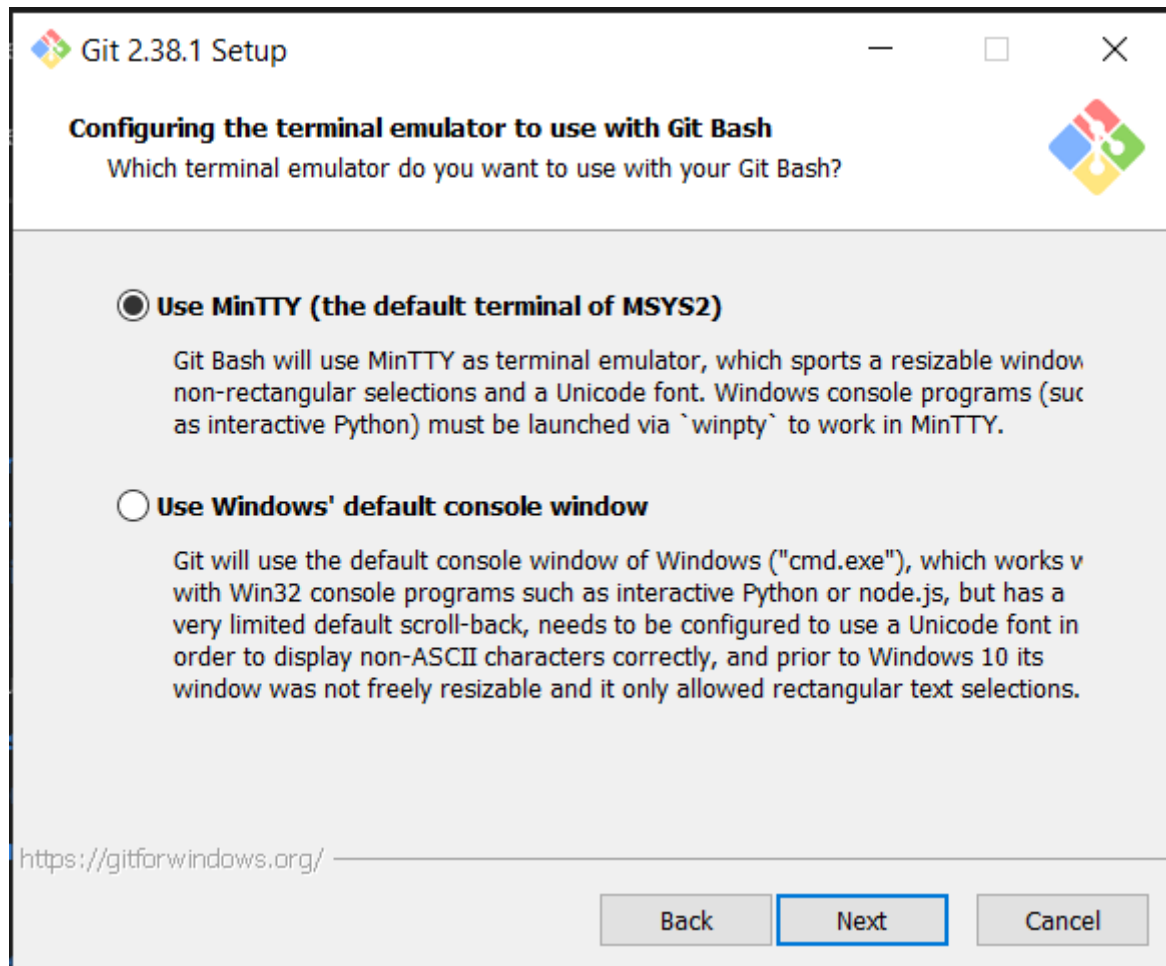 Git 2.38.1 Setup
Configuring the terminal emulator to use with Git Bash
Which terminal emulator do you want to use with your Git Bash?
Use MinTTY (the default terminal of MSYS2)
Git Bash will use MinTTY as terminal emulator, which sports a resizable window
non-rectangular selections and a Unicode font. Windows console programs (suc
as interactive Python) must be launched via `winpty` to work in MinTTY.
Use Windows' default console window
Git will use the default console window of Windows ("cmd.exe"), which works w
with Win32 console programs such as interactive Python or node.js, but has a
very limited default scroll-back, needs to be configured to use a Unicode font in
order to display non-ASCII characters correctly, and prior to Windows 10 its
window was not freely resizable and it only allowed rectangular text selections.
https://gitforwindows.org/
Back Next Cancel